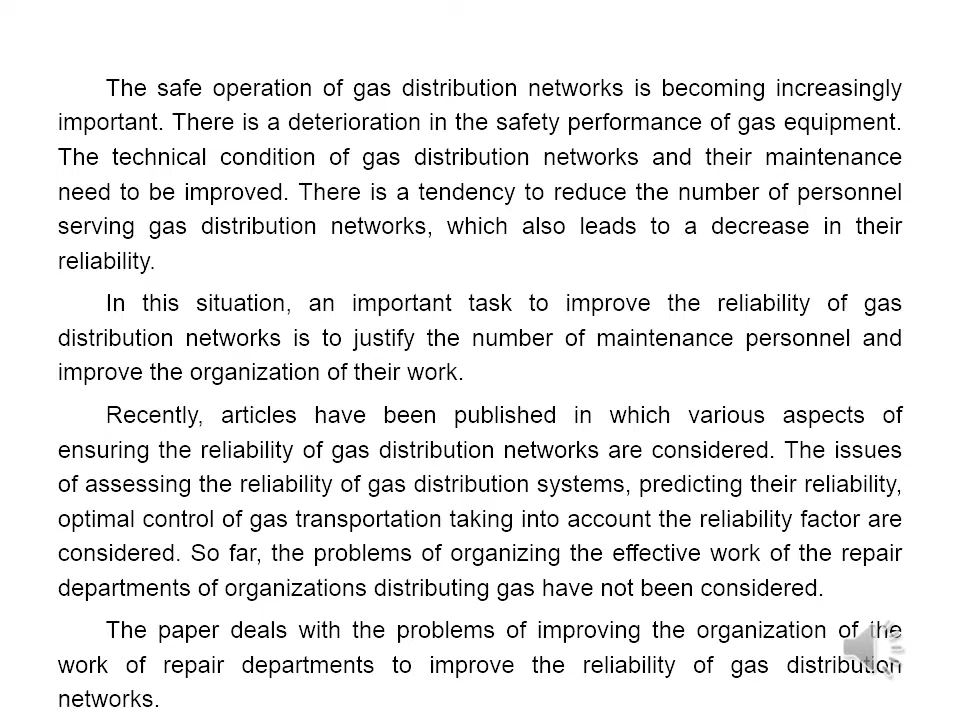 The safe operation of gas distribution networks is becoming increasingly
important. There is a deterioration in the safety performance of gas equipment.
The technical condition of gas distribution networks and their maintenance
need to be improved. There is a tendency to reduce the number of personnel
serving gas distribution networks, which also leads to a decrease in their
reliability.
In this situation, an important task to improve the reliability of gas
distribution networks is to justify the number of maintenance personnel and
improve the organization of their work.
Recently, articles have been published in which various aspects of
ensuring the reliability of gas distribution networks are considered. The issues
of assessing the reliability of gas distribution systems, predicting their reliability,
optimal control of gas transportation taking into account the reliability factor are
considered. So far, the problems of organizing the effective work of the repair
departments of organizations distributing gas have not been considered.
The paper deals with the problems of improving the organization of the
work of repair departments to improve the reliability of gas distribution
networks.